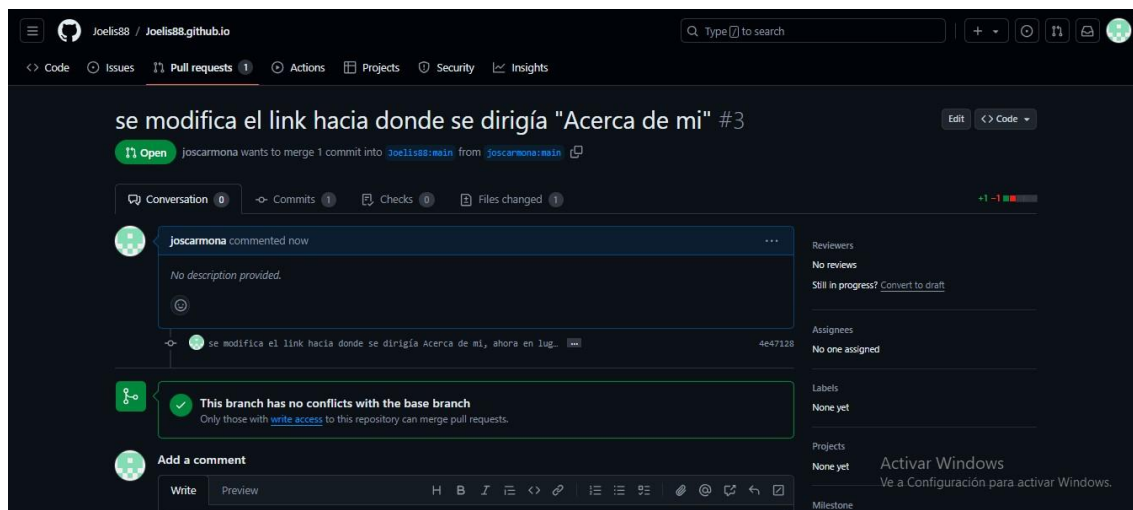 Joelis88 / Joelis88.github.io
Type / to search
Code Issues Pull requests 1 Actions Projects Security Insights
se modifica el link hacia donde se dirigía "Acerca de mi" #3
Edit <> Code
Open joscarmona wants to merge 1 commit into Joelis88:main from joscarmona:main
Conversation 0 Commits 1 Checks 0 Files changed 1
+1 −1
joscarmona commented now
No description provided.
se modifica el link hacia donde se dirigía Acerca de mi, ahora en lug… 4e47128
This branch has no conflicts with the base branch
Only those with write access to this repository can merge pull requests.
Add a comment
Write Preview
H B I
Reviewers
No reviews
Still in progress? Convert to draft
Assignees
No one assigned
Labels
None yet
Projects
None yet
Milestone
Activar Windows
Ve a Configuración para activar Windows.